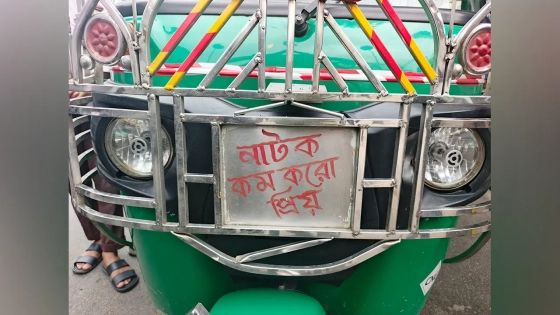 নাটক
কম করো
প্রিয়